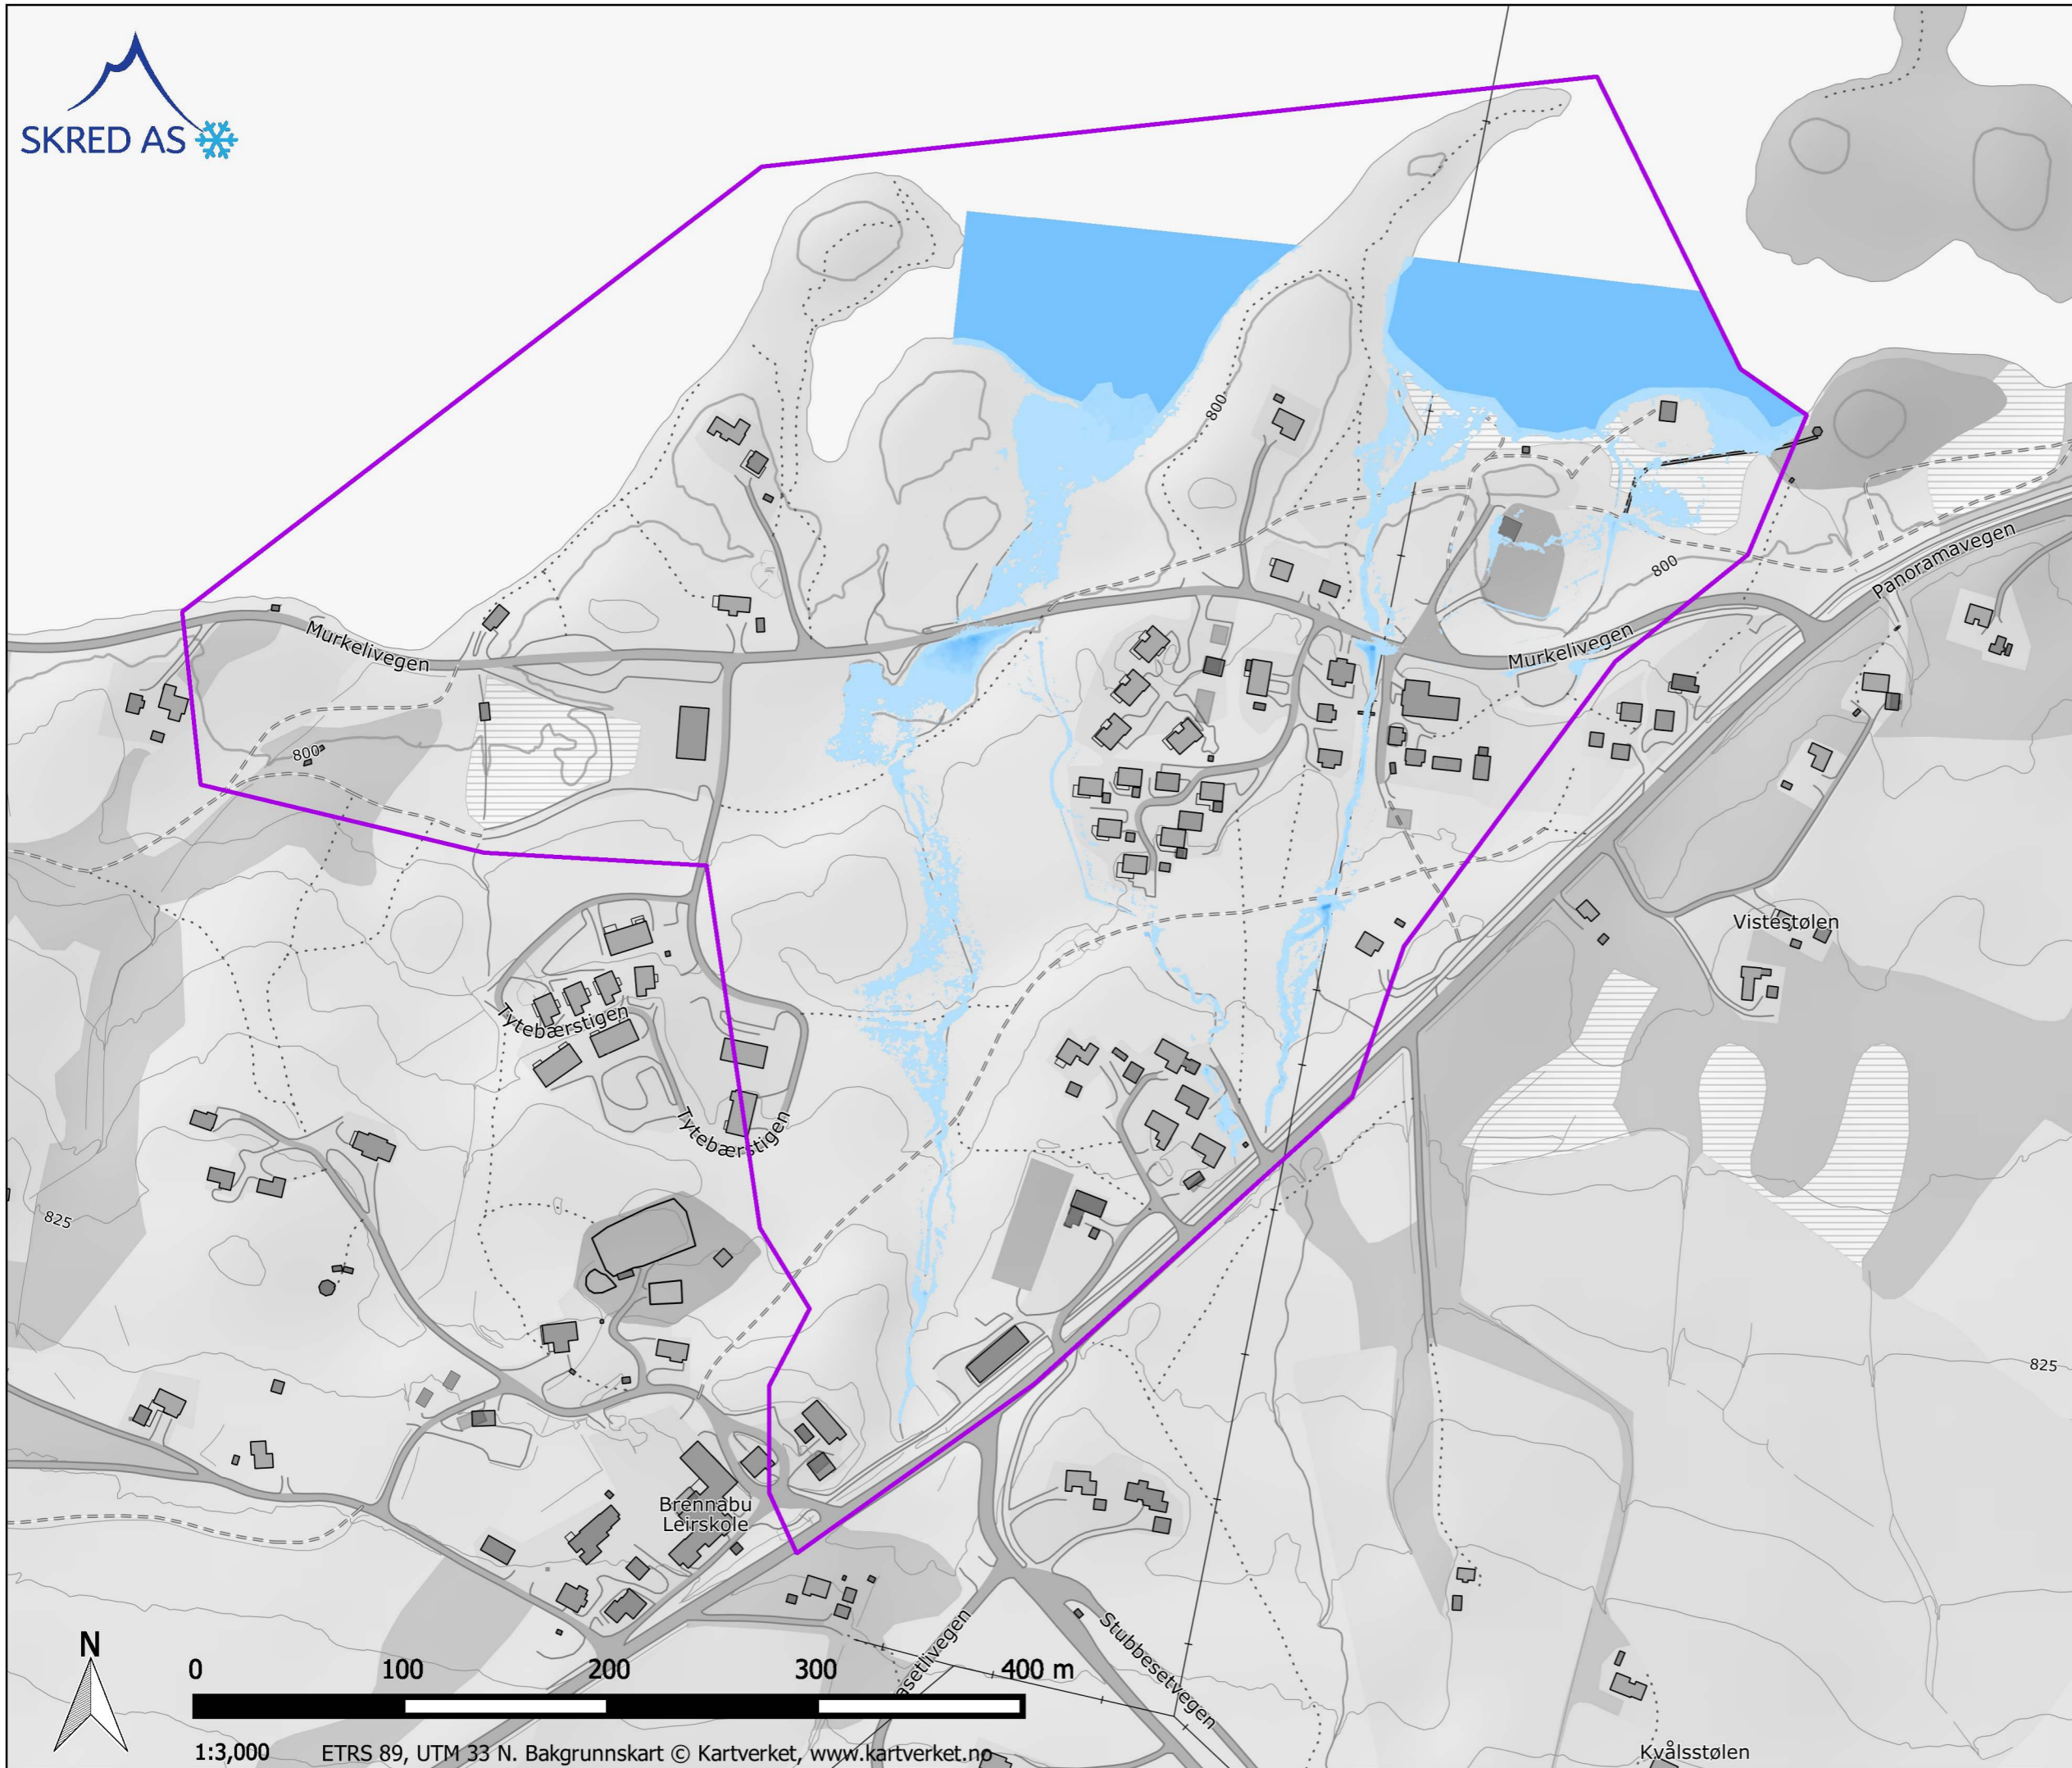 SKRED AS
800
800
Panoramavegen
Murkelivegen
Murkelivegen
800
Vistestølen
Tytebærstigen
Tytebærstigen
825
825
Brennabu
Leirskole
N
0 100 200 300 400 m
asetlivegen
Stubbesetvegen
1:3,000 ETRS 89, UTM 33 N. Bakgrunnskart © Kartverket, www.kartverket.no
Kvålsstølen